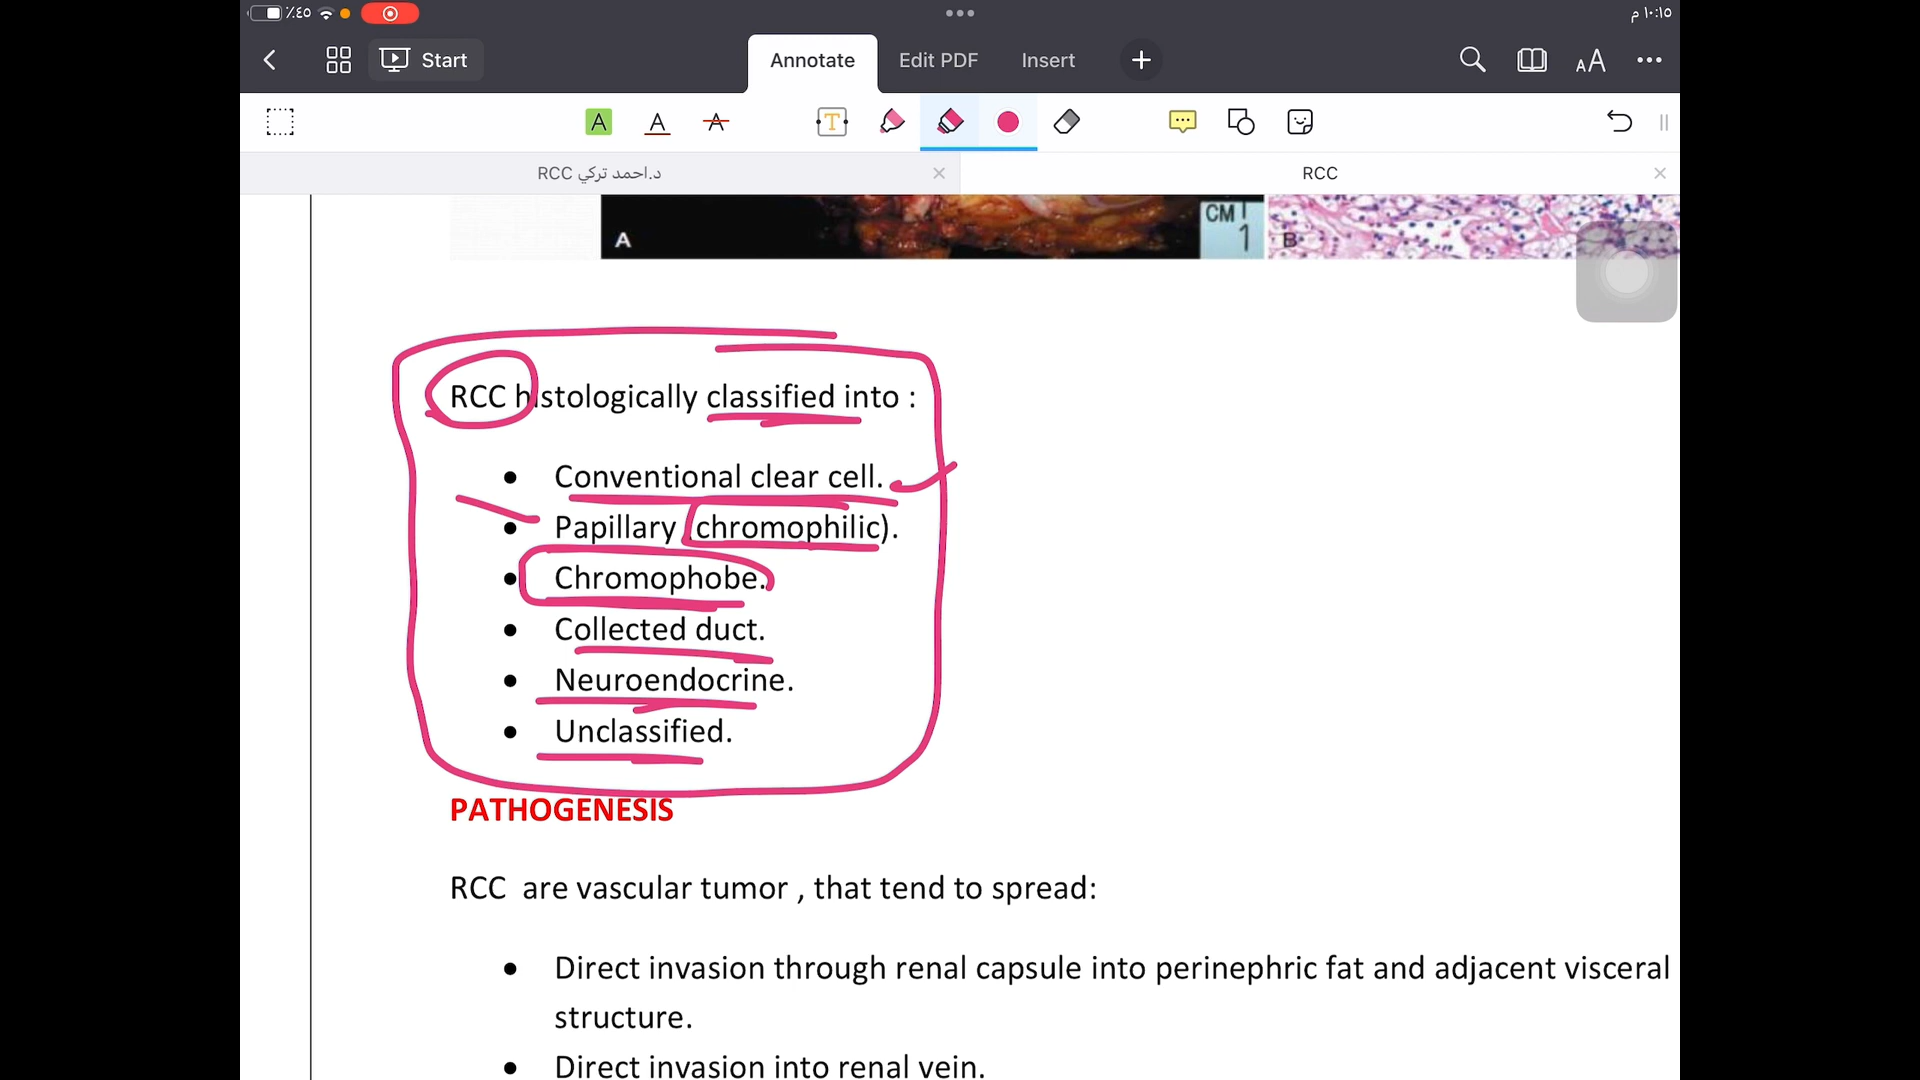 ٪٤٥
١٠:١٥ م
Start
Annotate
Edit PDF
Insert
AA
A
A
A
T
RCC د.احمد تركي
RCC
A
CM
1
B
RCC histologically classified into :
• Conventional clear cell.
• Papillary (chromophilic).
• Chromophobe.
• Collected duct.
• Neuroendocrine.
• Unclassified.
PATHOGENESIS
RCC are vascular tumor , that tend to spread:
• Direct invasion through renal capsule into perinephric fat and adjacent visceral
structure.
• Direct invasion into renal vein.